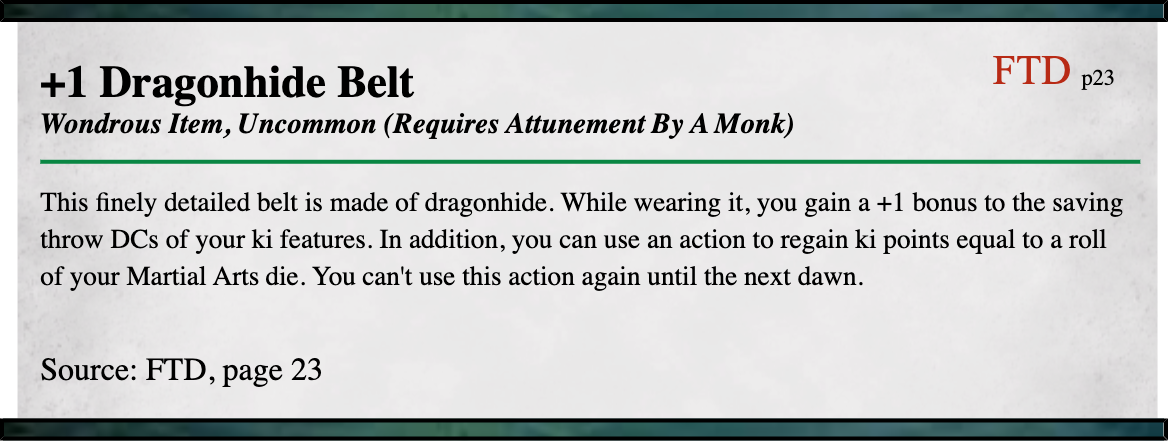 +1 Dragonhide Belt
FTD p23
Wondrous Item, Uncommon (Requires Attunement By A Monk)
This finely detailed belt is made of dragonhide. While wearing it, you gain a +1 bonus to the saving
throw DCs of your ki features. In addition, you can use an action to regain ki points equal to a roll
of your Martial Arts die. You can't use this action again until the next dawn.
Source: FTD, page 23